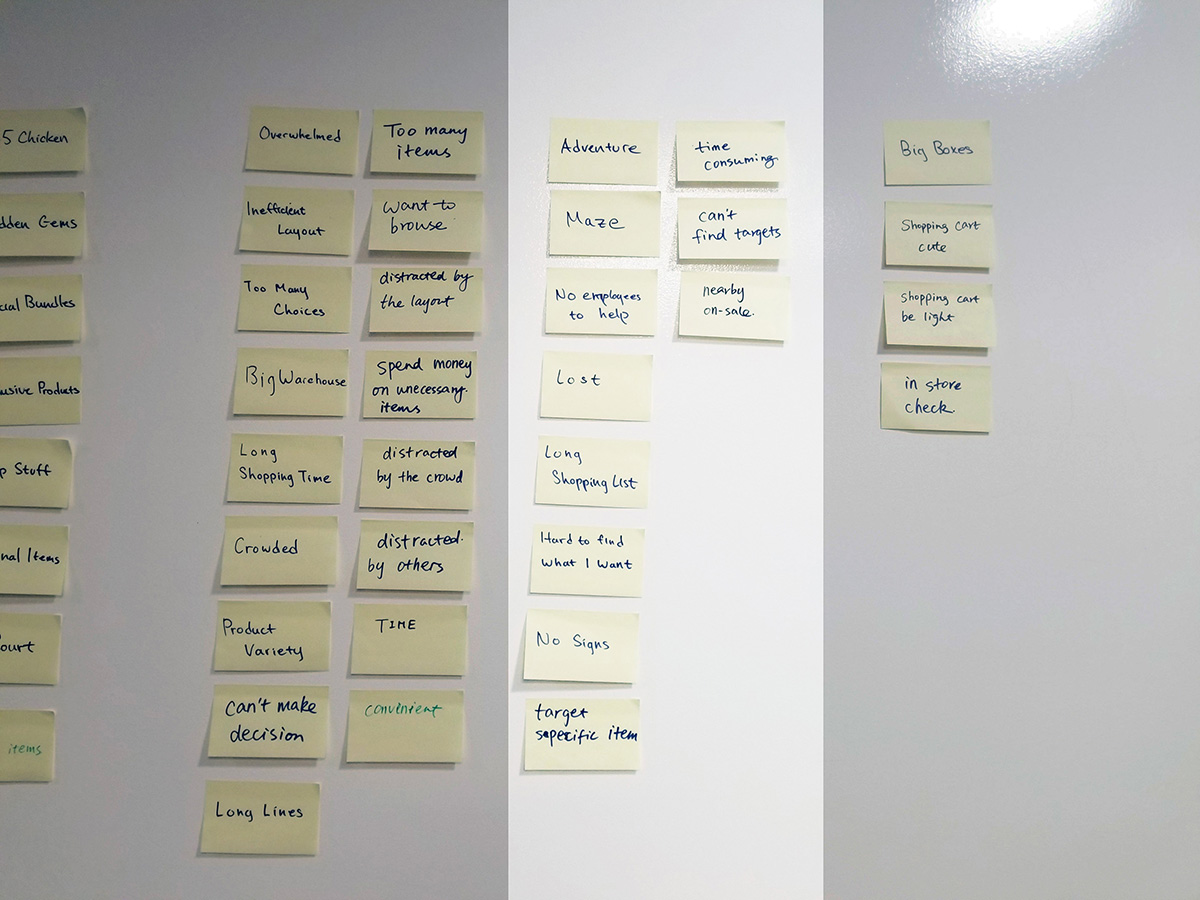 5 Chicken
dden Gems
cial Bundles
usive Products
p Stuff
nal Items
ourt
items
Overwhelmed
Inefficient
Layout
Too Many
Choices
Big Warehouse
Long
Shopping Time
Crowded
Product
Variety
can't make
decision
Long Lines
Too many
items
want to
browse
distracted by
the layout
spend money
on unecessary
items
distracted
by the crowd
distracted
by others
TIME
convenient
Adventure
Maze
No employees
to help
Lost
Long
Shopping List
Hard to find
what I want
No Signs
target
sepecific item
time
consuming
can't
find targets
nearby
on-sale.
Big Boxes
Shopping cart
cute
Shopping cart
be light
in store
check.